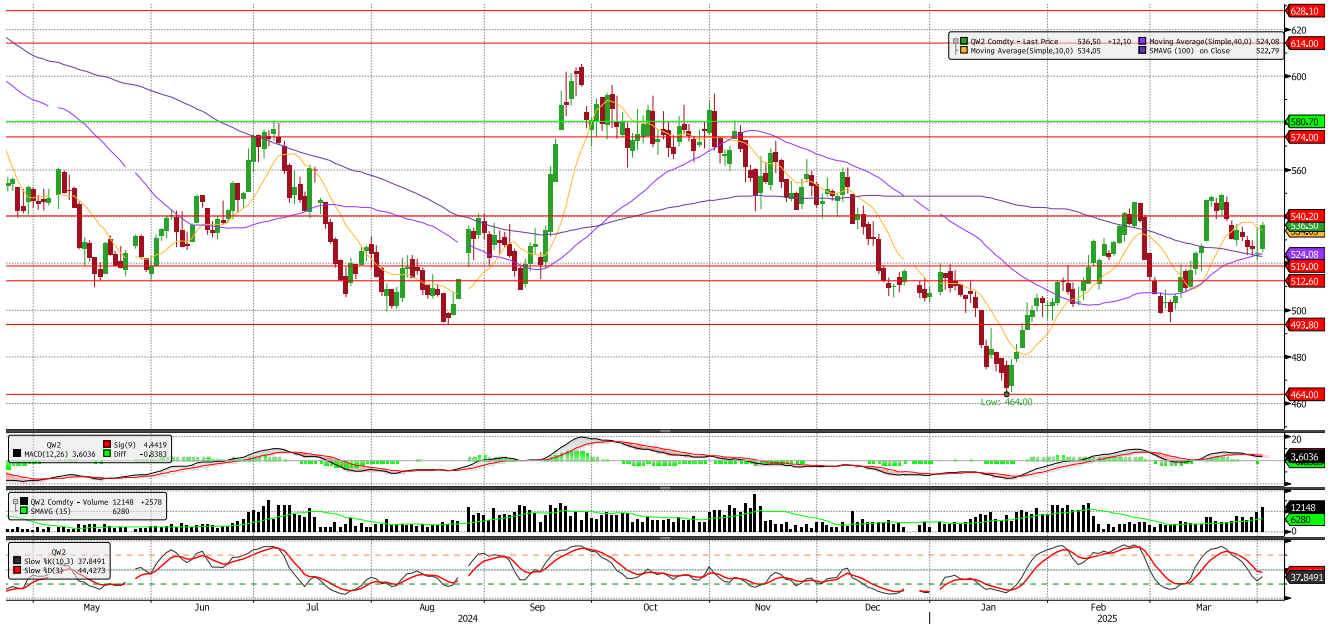 628.10
620
614.00
QW2 Comdty - Last Price 536.50 +12.10 Moving Average(Simple,40,0) 524.08
Moving Average(Simple,10,0) 534.05 SMAVG (100) on Close 522.79
600
580.70
574.00
560
540.20
536.50
524.08
519.00
512.60
500
493.80
480
464.00
460
Low: 464.00
QW2 Sig(9) 4.4419
MACD(12,26) 3.6036 Diff -0.8383
20
3.6036
QW2 Comdty - Volume 12148 +2578
SMAVG (15) 6280
12148
6280
0
QW2
Slow %K(10,3) 37.8491
Slow %D(3) 44.4273
37.8491
May Jun Jul Aug Sep Oct Nov Dec Jan Feb Mar
2024 2025